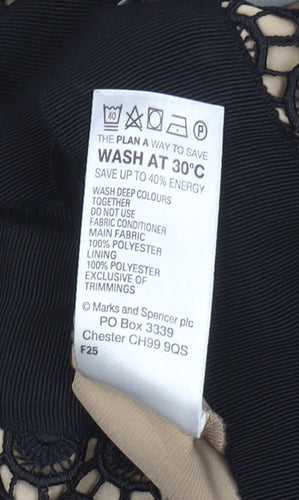 40 P
THE PLAN A WAY TO SAVE
WASH AT 30°C
SAVE UP TO 40% ENERGY
WASH DEEP COLOURS
TOGETHER
DO NOT USE
FABRIC CONDITIONER
MAIN FABRIC
100% POLYESTER
LINING
100% POLYESTER
EXCLUSIVE OF
TRIMMINGS
© Marks and Spencer plc
PO Box 3339
Chester CH99 9QS
F25